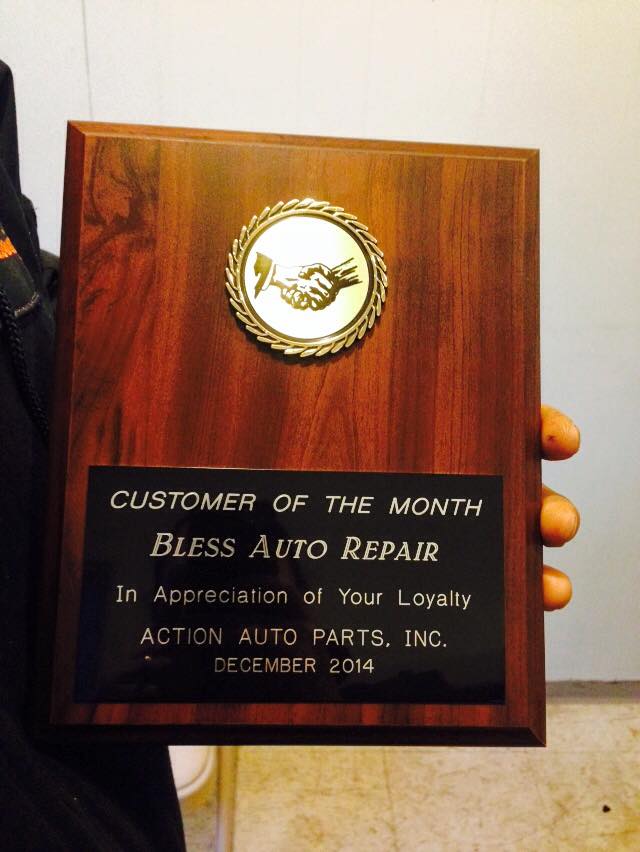 CUSTOMER OF THE MONTH
BLESS AUTO REPAIR
In Appreciation of Your Loyalty
ACTION AUTO PARTS, INC.
DECEMBER 2014